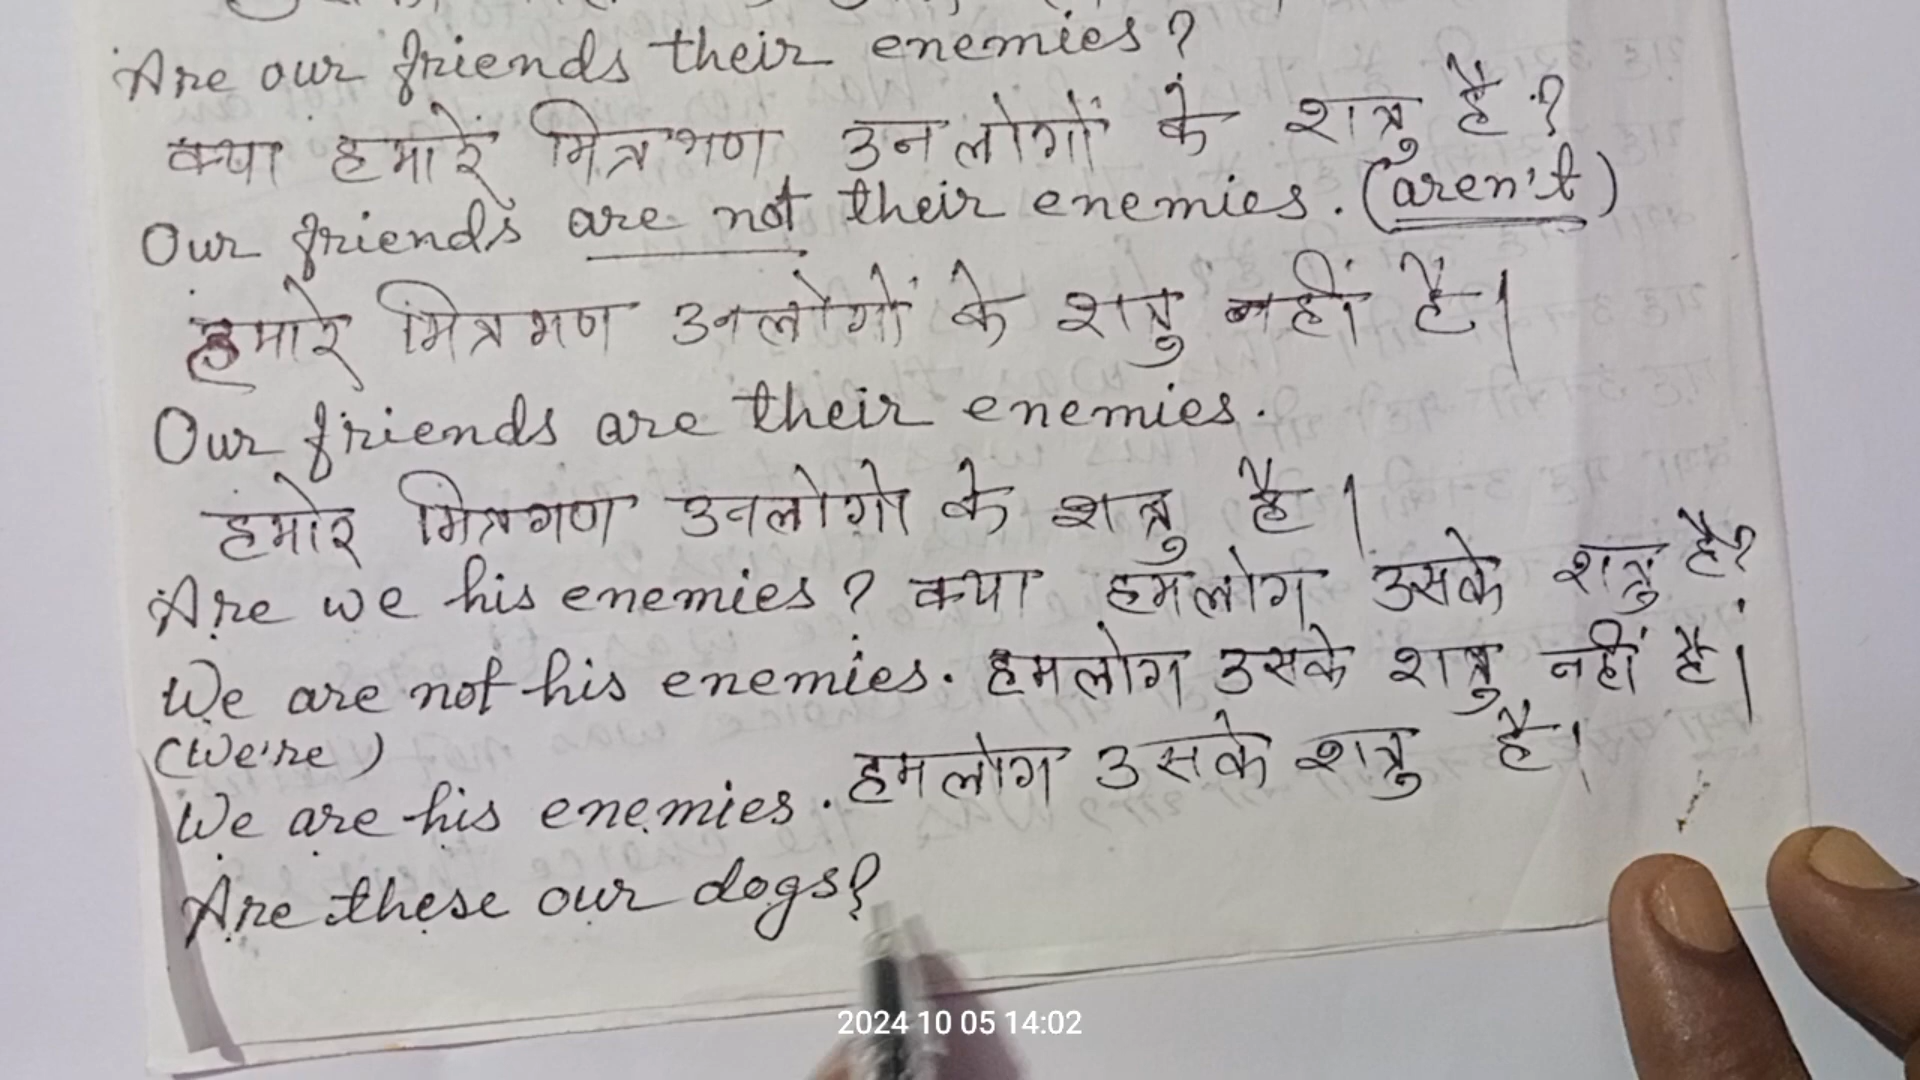 Are our friends their enemies?
क्या हमारें मित्रगण उनलोगों के शत्रु हैं?
Our friends are not their enemies. (aren't)
हमारे मित्रगण उनलोगों के शत्रु नहीं हैं।
Our friends are their enemies.
हमारे मित्रगण उनलोगो के शत्रु है।
Are we his enemies? क्या हमलोग उसके शत्रु है?
We are not his enemies. हमलोग उसके शत्रु नहीं है।
(We're)
We are his enemies. हमलोग उसके शत्रु है।
Are these our dogs?
2024 10 05 14:02